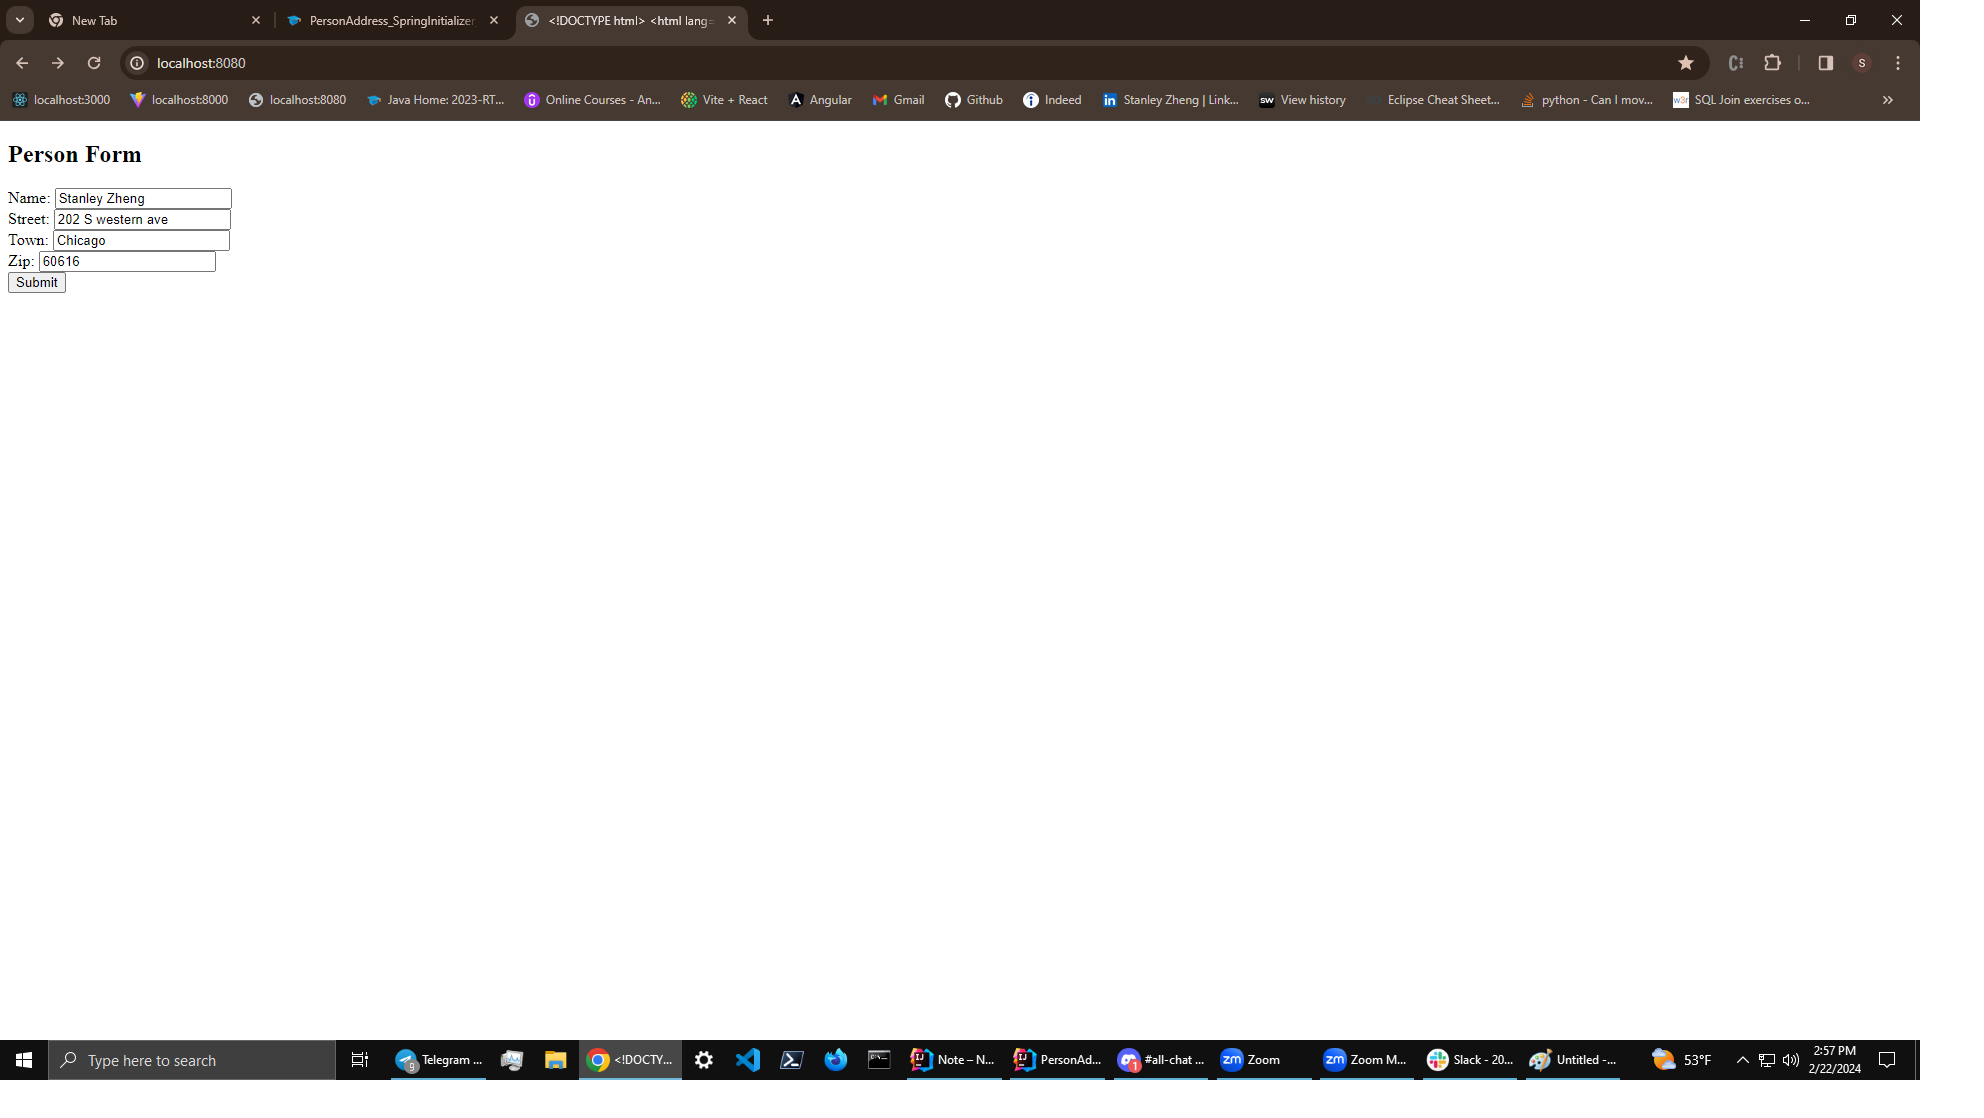 New Tab
PersonAddress_SpringInitializer
<!DOCTYPE html> <html lang=
localhost:8080
S
localhost:3000
localhost:8000
localhost:8080
Java Home: 2023-RT...
Online Courses - An...
Vite + React
Angular
Gmail
Github
Indeed
Stanley Zheng | Link...
View history
Eclipse Cheat Sheet...
python - Can I mov...
SQL Join exercises o...
Person Form
Name: Stanley Zheng
Street: 202 S western ave
Town: Chicago
Zip: 60616
Submit
Type here to search
Telegram ...
9
<!DOCTY...
Note – N...
PersonAd...
#all-chat ...
1
zm Zoom
zm Zoom M...
Slack - 20...
Untitled -...
53°F
2:57 PM
2/22/2024